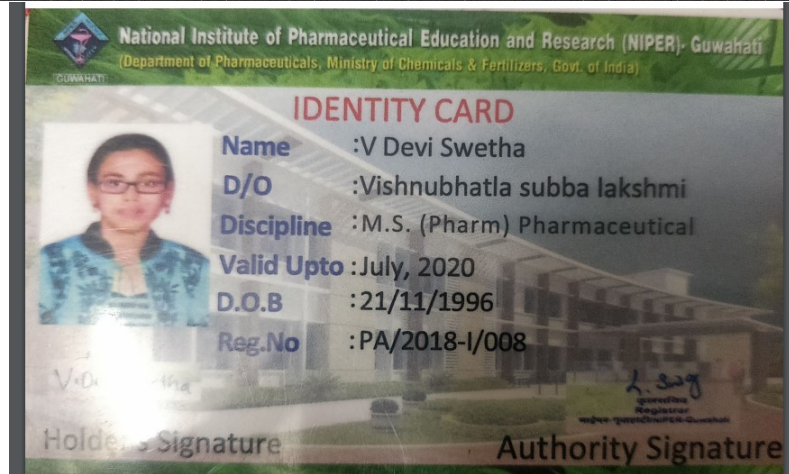 National Institute of Pharmaceutical Education and Research (NIPER)- Guwahati
(Department of Pharmaceuticals, Ministry of Chemicals & Fertilizers, Govt. of India)
GUWAHATI
IDENTITY CARD
Name :V Devi Swetha
D/O :Vishnubhatla subba lakshmi
Discipline :M.S. (Pharm) Pharmaceutical
Valid Upto :July, 2020
D.O.B :21/11/1996
Reg.No :PA/2018-I/008
कुलसचिव
Registrar
Holder's Signature
Authority Signature